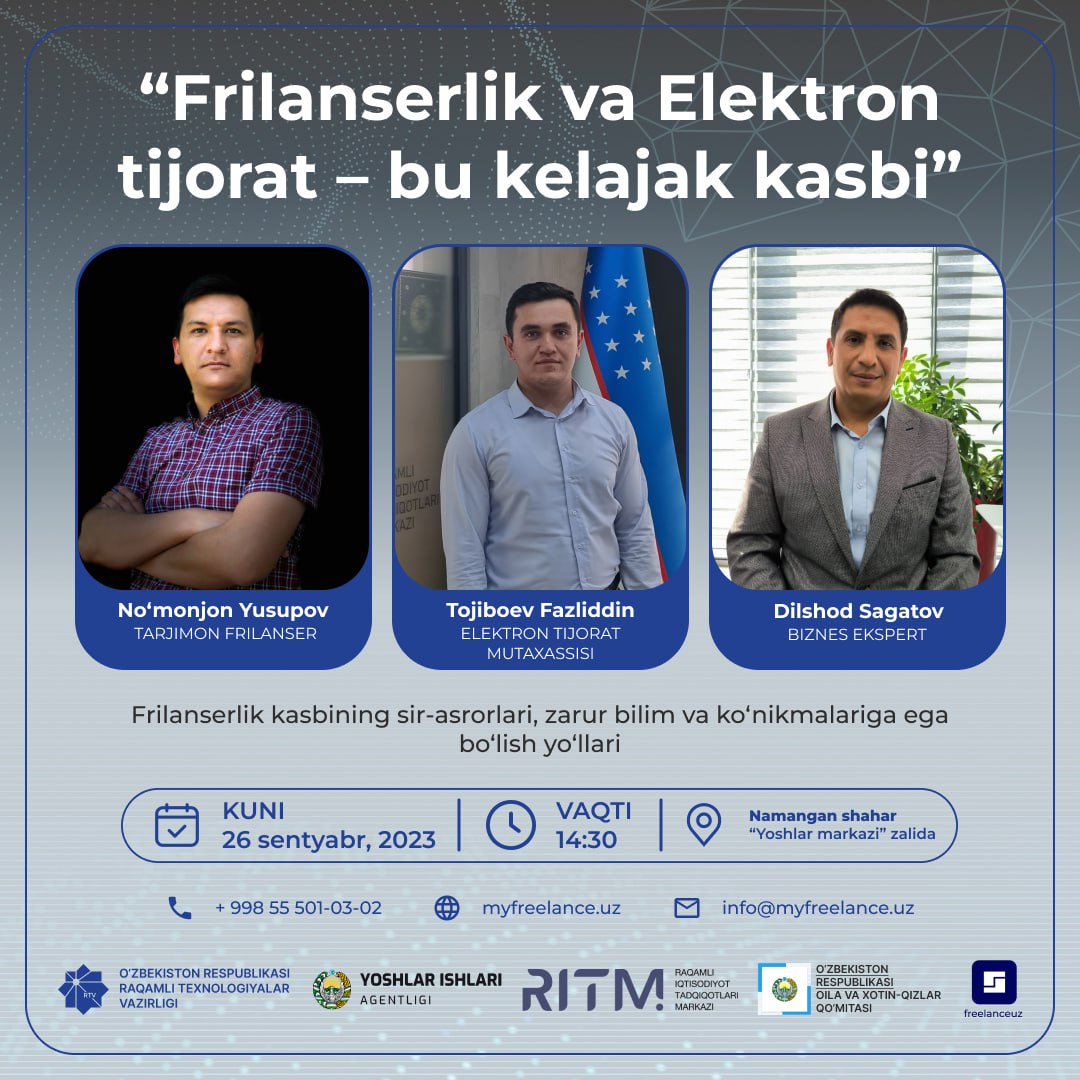 “Frilanserlik va Elektron
tijorat – bu kelajak kasbi”
No‘monjon Yusupov
TARJIMON FRILANSER
Tojiboev Fazliddin
ELEKTRON TIJORAT
MUTAXASSISI
Dilshod Sagatov
BIZNES EKSPERT
Frilanserlik kasbining sir-asrorlari, zarur bilim va ko‘nikmalariga ega
bo‘lish yo‘llari
KUNI
26 sentyabr, 2023
VAQTI
14:30
Namangan shahar
“Yoshlar markazi” zalida
+ 998 55 501-03-02
myfreelance.uz
info@myfreelance.uz
RTV
O‘ZBEKISTON RESPUBLIKASI
RAQAMLI TEXNOLOGIYALAR
VAZIRLIGI
YOSHLAR ISHLARI
AGENTLIGI
RITM
RAQAMLI
IQTISODIYOT
TADQIQOTLARI
MARKAZI
O‘ZBEKISTON
RESPUBLIKASI
OILA VA XOTIN-QIZLAR
QO‘MITASI
freelanceuz